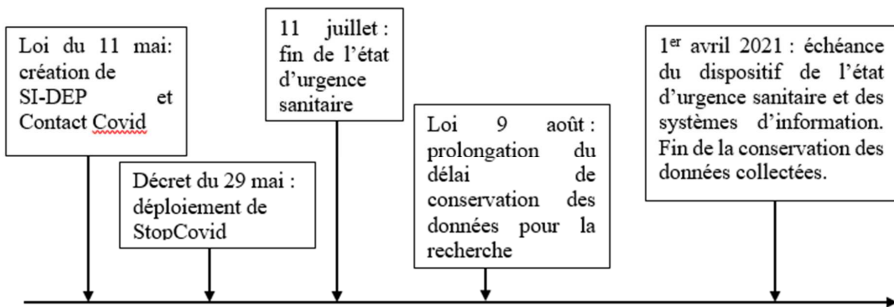 Loi du 11 mai:
création de
SI-DEP et
Contact Covid
Décret du 29 mai :
déploiement de
StopCovid
11 juillet :
fin de l’état
d’urgence
sanitaire
Loi 9 août :
prolongation du
délai de
conservation des
données pour la
recherche
1er avril 2021 : échéance
du dispositif de l’état
d’urgence sanitaire et des
systèmes d’information.
Fin de la conservation des
données collectées.